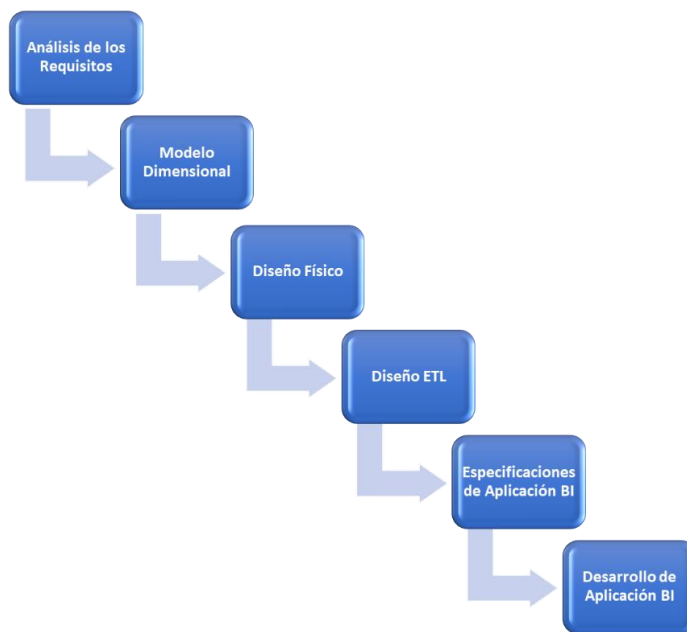 Análisis de los
Requisitos
Modelo
Dimensional
Diseño Físico
Diseño ETL
Especificaciones
de Aplicación BI
Desarrollo de
Aplicación BI